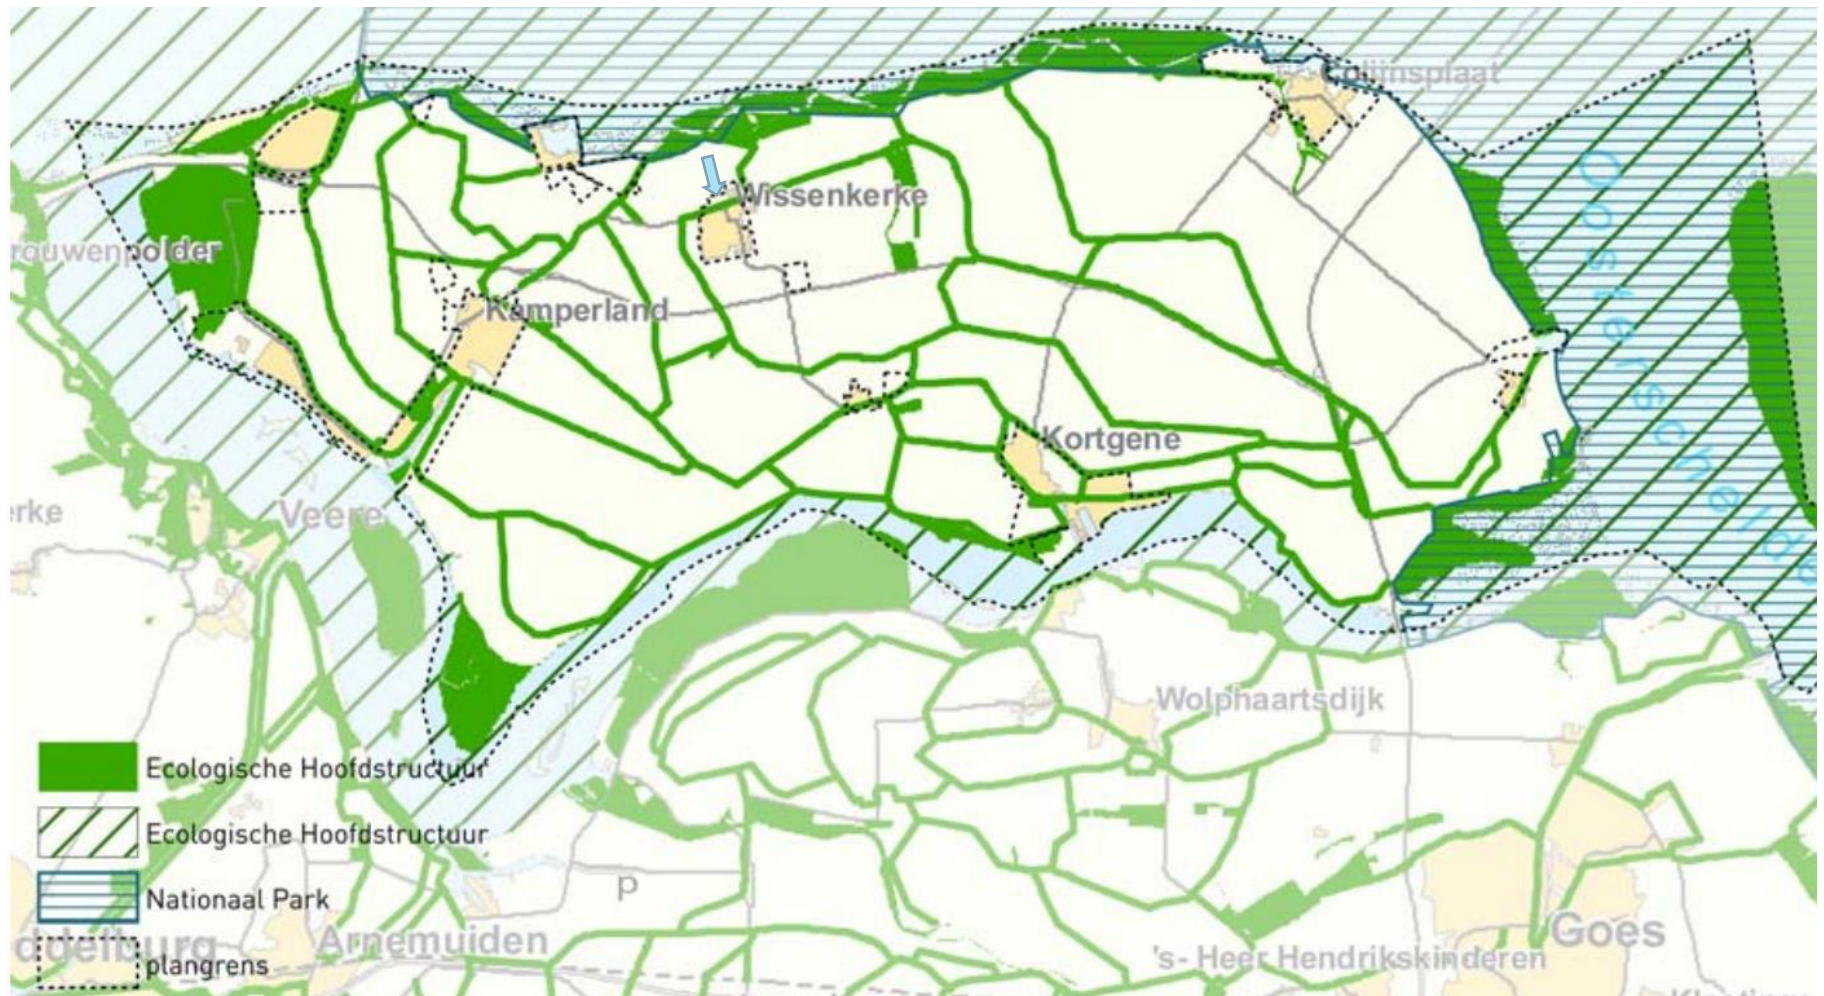 Colijnsplaat
Wissenkerke
rouwenpolder
Kamperland
Oosterschelde
Kortgene
Veere
erke
Wolphaartsdijk
Ecologische Hoofdstructuur
Ecologische Hoofdstructuur
Nationaal Park
p
ddelburg
Arnemuiden
Goes
plangrens
's- Heer Hendrikskinderen